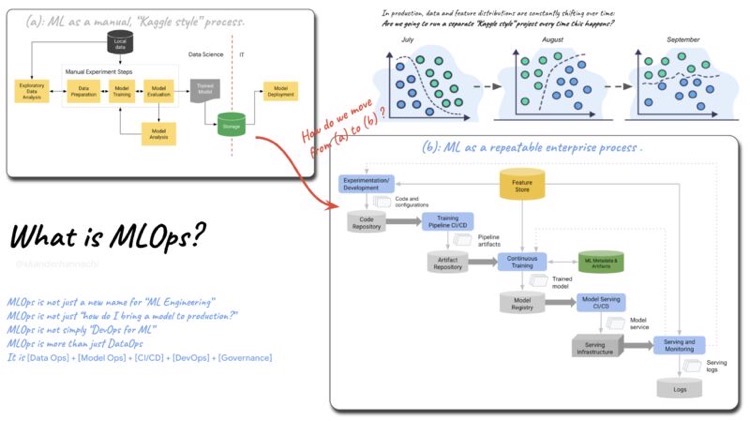 (a): ML as a manual, "Kaggle style" process.
Local
data
Data Science
IT
Manual Experiment Steps
Exploratory
Data
Analysis
Data
Preparation
Model
Training
Model
Evaluation
Trained
Model
Model
Deployment
Storage
Model
Analysis
In production, data and feature distributions are constantly shifting over time:
Are we going to run a separate "Kaggle style" project every time this happens?
July
August
September
How do we move
from (a) to (b) ?
(b): ML as a repeatable enterprise process .
Experimentation/
Development
Feature
Store
Code and
configurations
Code
Repository
Training
Pipeline CI/CD
Pipeline
artifacts
Artifact
Repository
Continuous
Training
ML Metadata &
Artifacts
Trained
model
Model
Registry
Model Serving
CI/CD
Model
service
Serving
Infrastructure
Serving and
Monitoring
Serving
logs
Logs
What is MLOps?
MLOps is not just a new name for "ML Engineering"
MLOps is not just "how do I bring a model to production?"
MLOps is not simply "DevOps for ML"
MLOps is more than just DataOps
It is [Data Ops] + [Model Ops] + [CI/CD] + [DevOps] + [Governance]